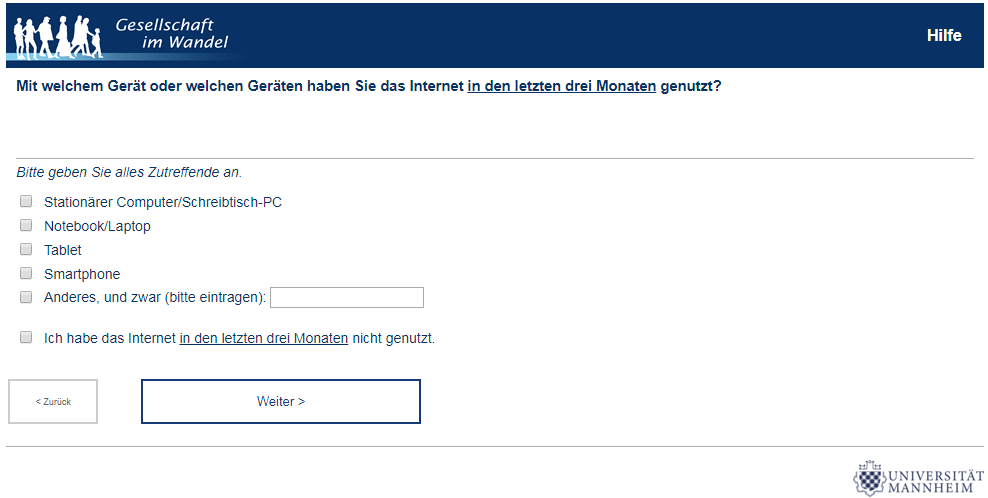 Gesellschaft
im Wandel
Hilfe
Mit welchem Gerät oder welchen Geräten haben Sie das Internet in den letzten drei Monaten genutzt?
Bitte geben Sie alles Zutreffende an.
Stationärer Computer/Schreibtisch-PC
Notebook/Laptop
Tablet
Smartphone
Anderes, und zwar (bitte eintragen):
Ich habe das Internet in den letzten drei Monaten nicht genutzt.
< Zurück
Weiter >
UNIVERSITÄT
MANNHEIM